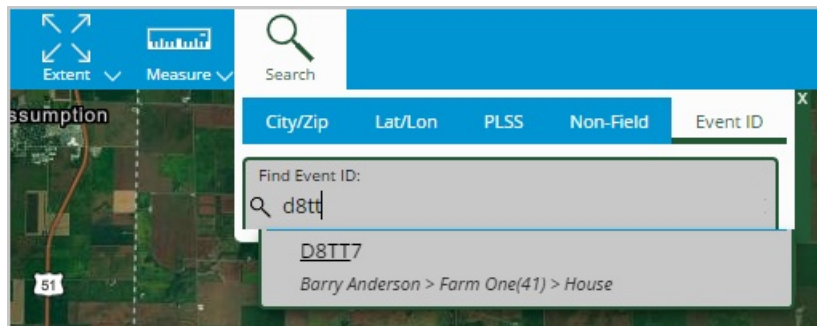 Extent
Measure
Search
ssumption
City/Zip Lat/Lon PLSS Non-Field Event ID
x
Find Event ID:
d8tt
D8TT7
Barry Anderson > Farm One(41) > House
51